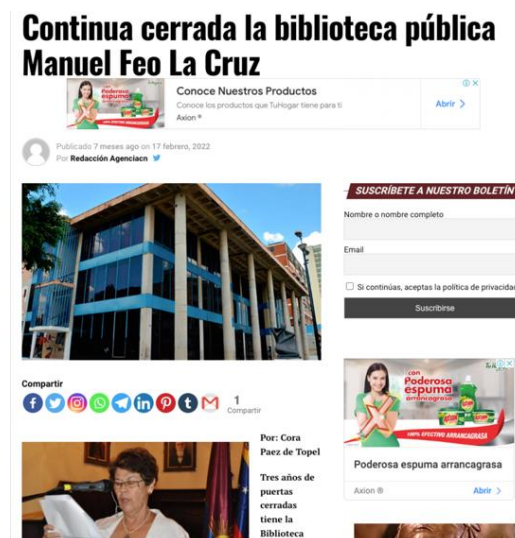 Continua cerrada la biblioteca pública
Manuel Feo La Cruz
Conoce Nuestros Productos
Conoce los productos que TuHogar tiene para ti
Axion ®
Abrir >
Publicado 7 meses ago on 17 febrero, 2022
Por Redacción Agenciacn
SUSCRÍBETE A NUESTRO BOLETÍN
Nombre o nombre completo
Email
Si continúas, aceptas la política de privacidad
Suscribirse
Compartir
1
Compartir
Por: Cora
Paez de Topel
Tres años de
puertas
cerradas
tiene la
Biblioteca
con
Poderosa
espuma
arrancagrasa
100% EFECTIVO ARRANCAGRASA
Poderosa espuma arrancagrasa
Axion ®
Abrir >